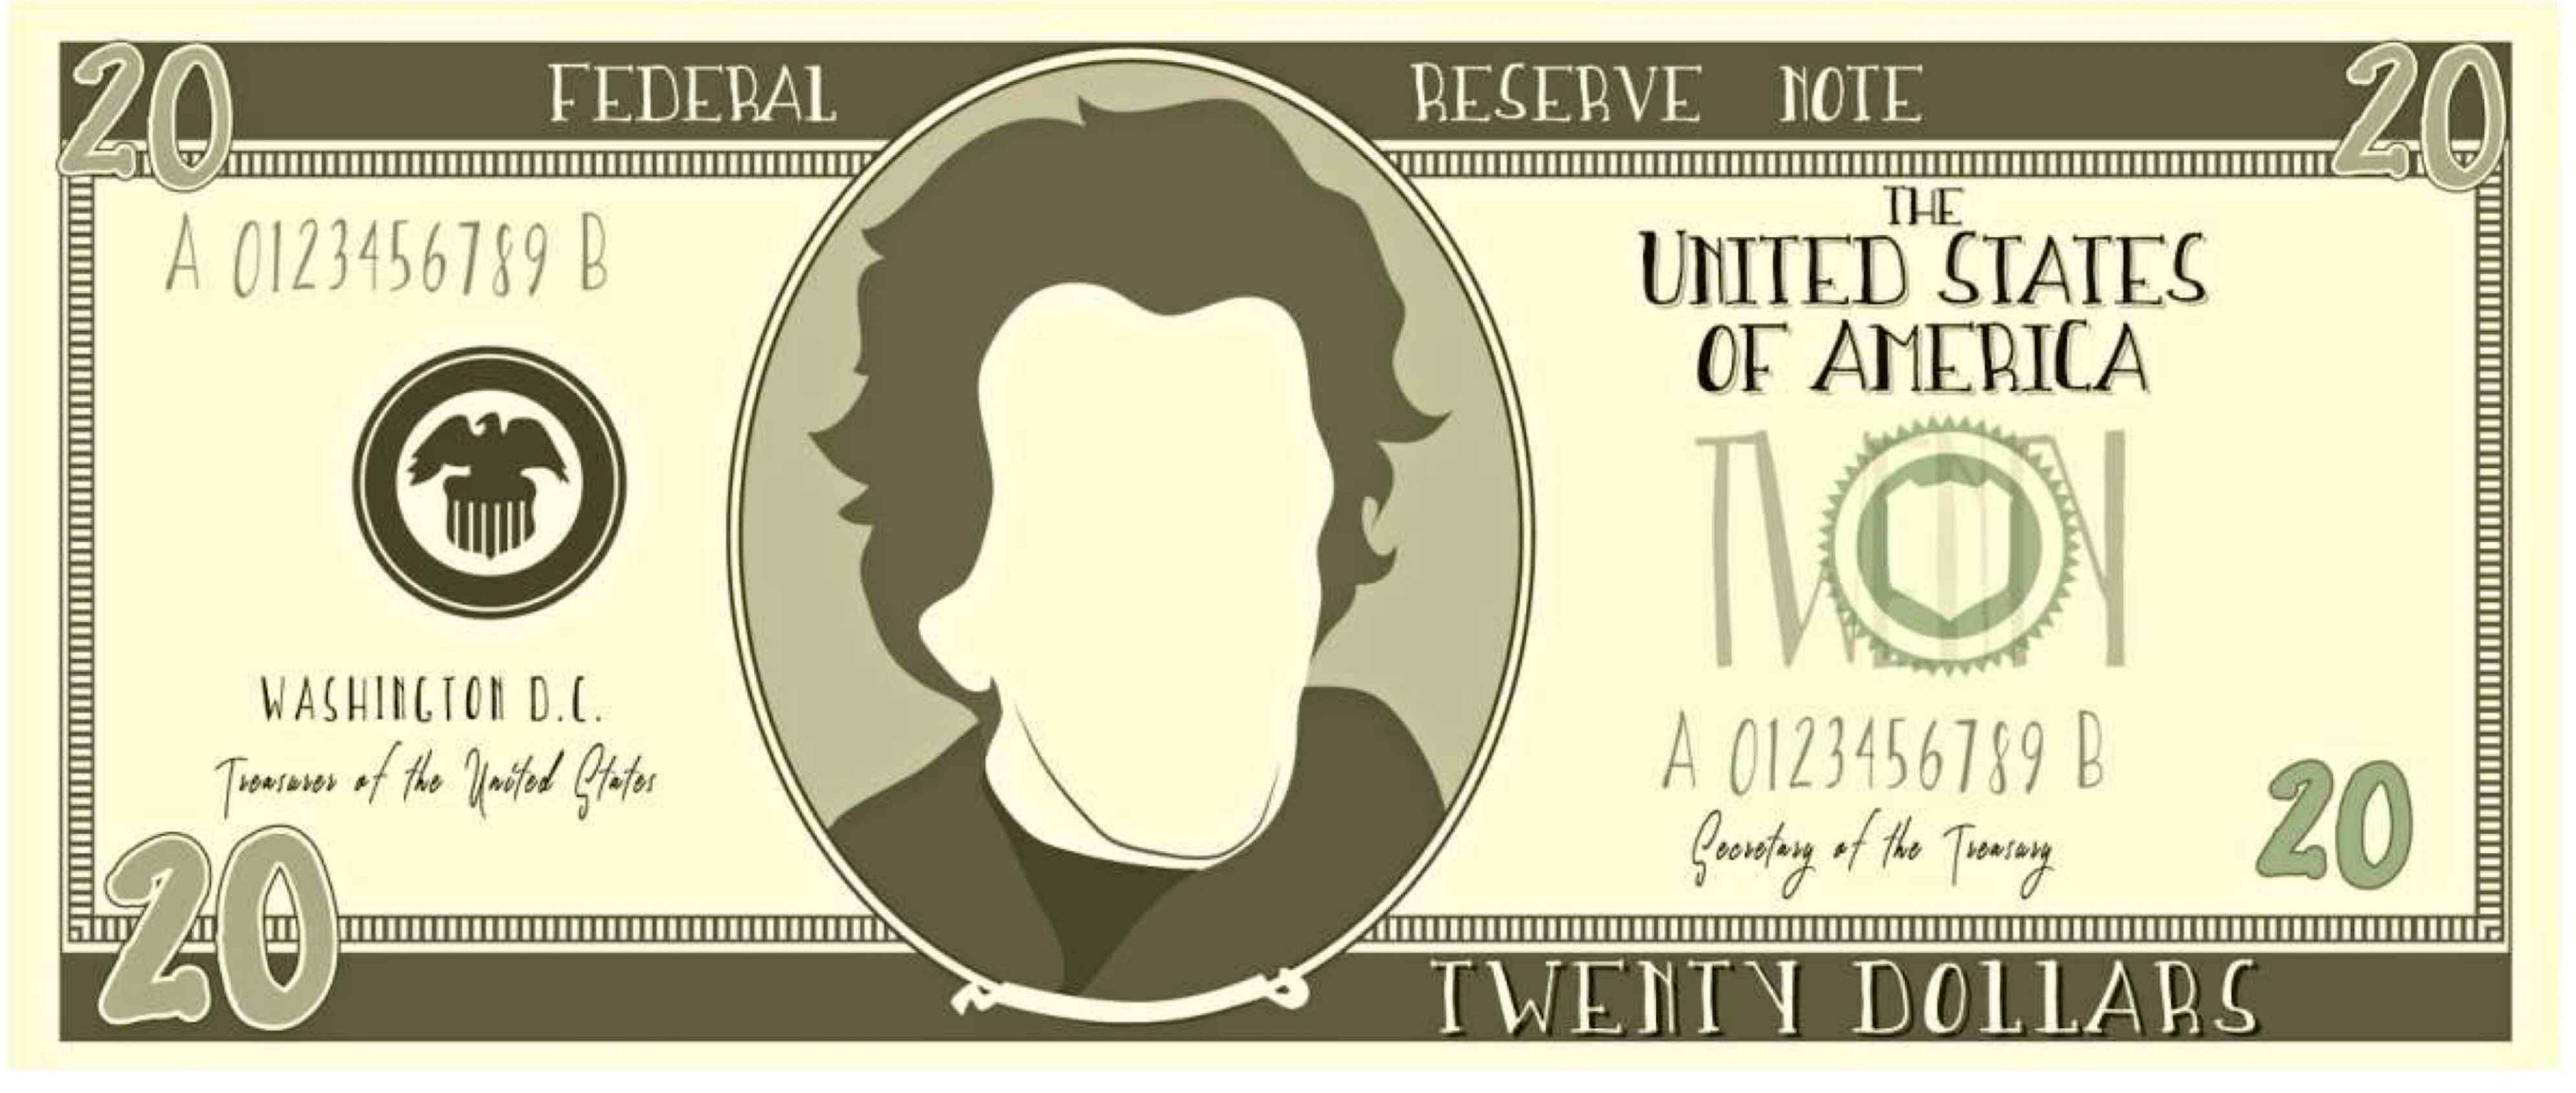 20 FEDERAL RESERVE NOTE 20
A 0123456789 B
WASHINGTON D.C.
Treasurer of the United States
20
THE
UNITED STATES
OF AMERICA
TWENTY
A 0123456789 B
Secretary of the Treasury
20
TWENTY DOLLARS